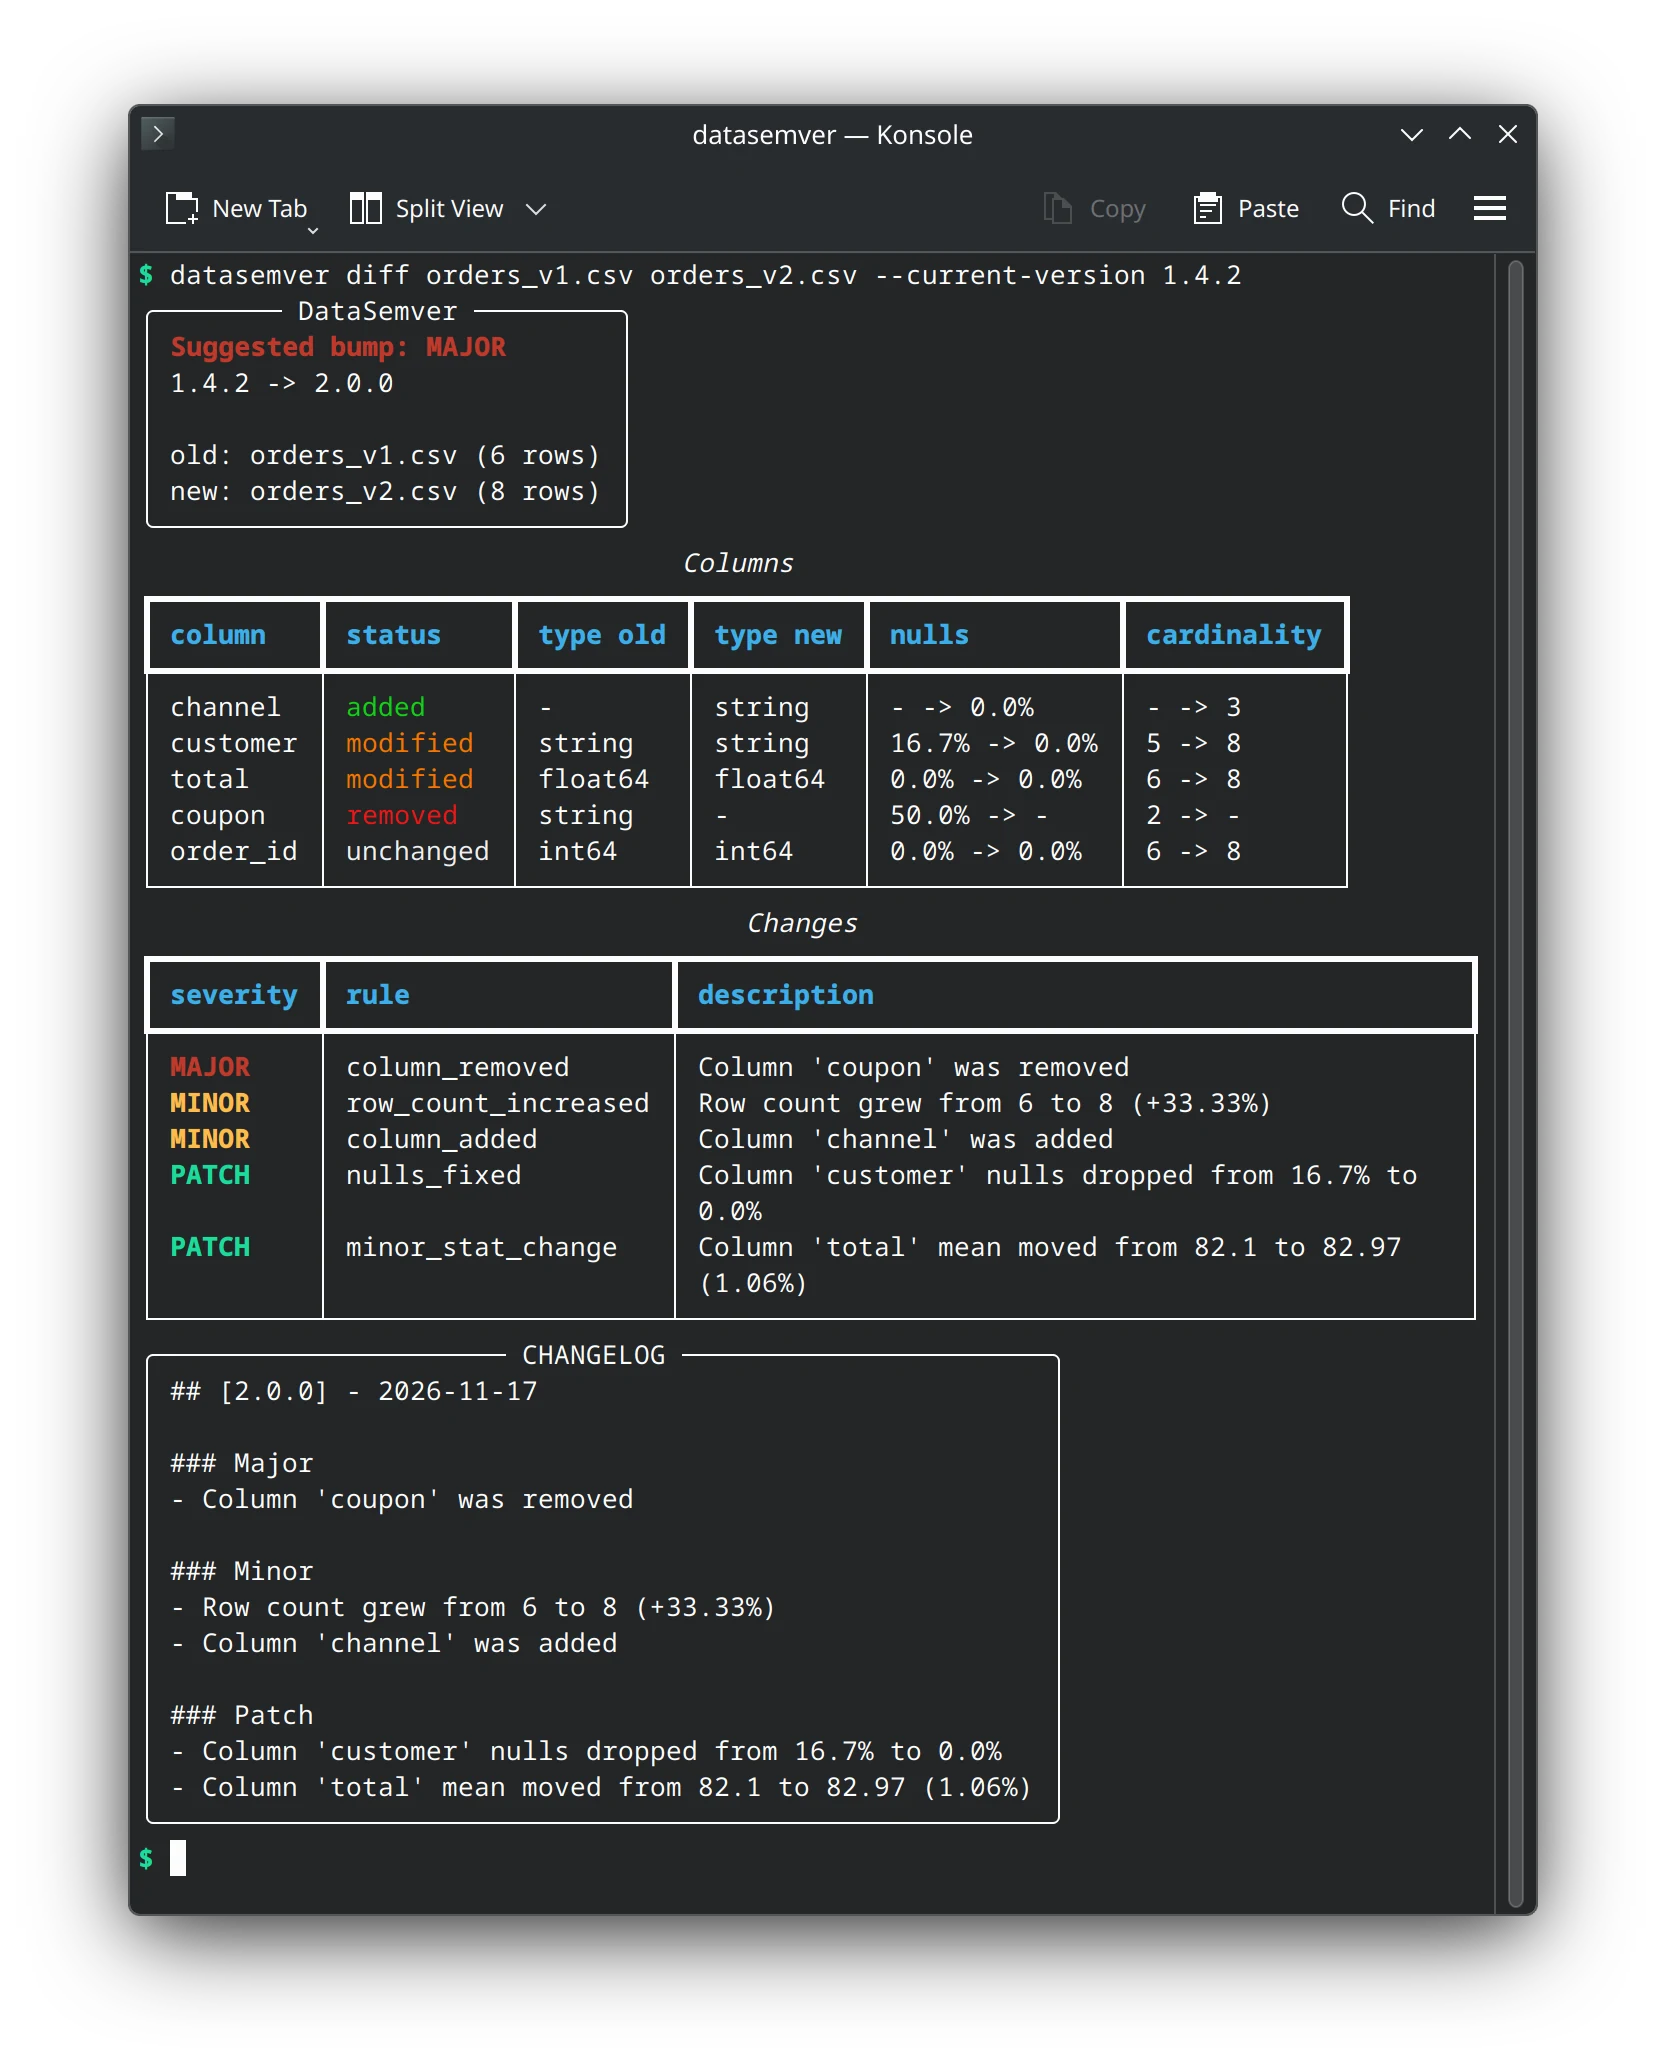 datasemver — Konsole
New Tab Split View Copy Paste Find
$ datasemver diff orders_v1.csv orders_v2.csv --current-version 1.4.2
DataSemver
Suggested bump: MAJOR
1.4.2 -> 2.0.0
old: orders_v1.csv (6 rows)
new: orders_v2.csv (8 rows)
Columns
column status type old type new nulls cardinality
channel added - string - -> 0.0% - -> 3
customer modified string string 16.7% -> 0.0% 5 -> 8
total modified float64 float64 0.0% -> 0.0% 6 -> 8
coupon removed string - 50.0% -> - 2 -> -
order_id unchanged int64 int64 0.0% -> 0.0% 6 -> 8
Changes
severity rule description
MAJOR column_removed Column 'coupon' was removed
MINOR row_count_increased Row count grew from 6 to 8 (+33.33%)
MINOR column_added Column 'channel' was added
PATCH nulls_fixed Column 'customer' nulls dropped from 16.7% to
0.0%
PATCH minor_stat_change Column 'total' mean moved from 82.1 to 82.97
(1.06%)
CHANGELOG
## [2.0.0] - 2026-11-17
### Major
- Column 'coupon' was removed
### Minor
- Row count grew from 6 to 8 (+33.33%)
- Column 'channel' was added
### Patch
- Column 'customer' nulls dropped from 16.7% to 0.0%
- Column 'total' mean moved from 82.1 to 82.97 (1.06%)
$